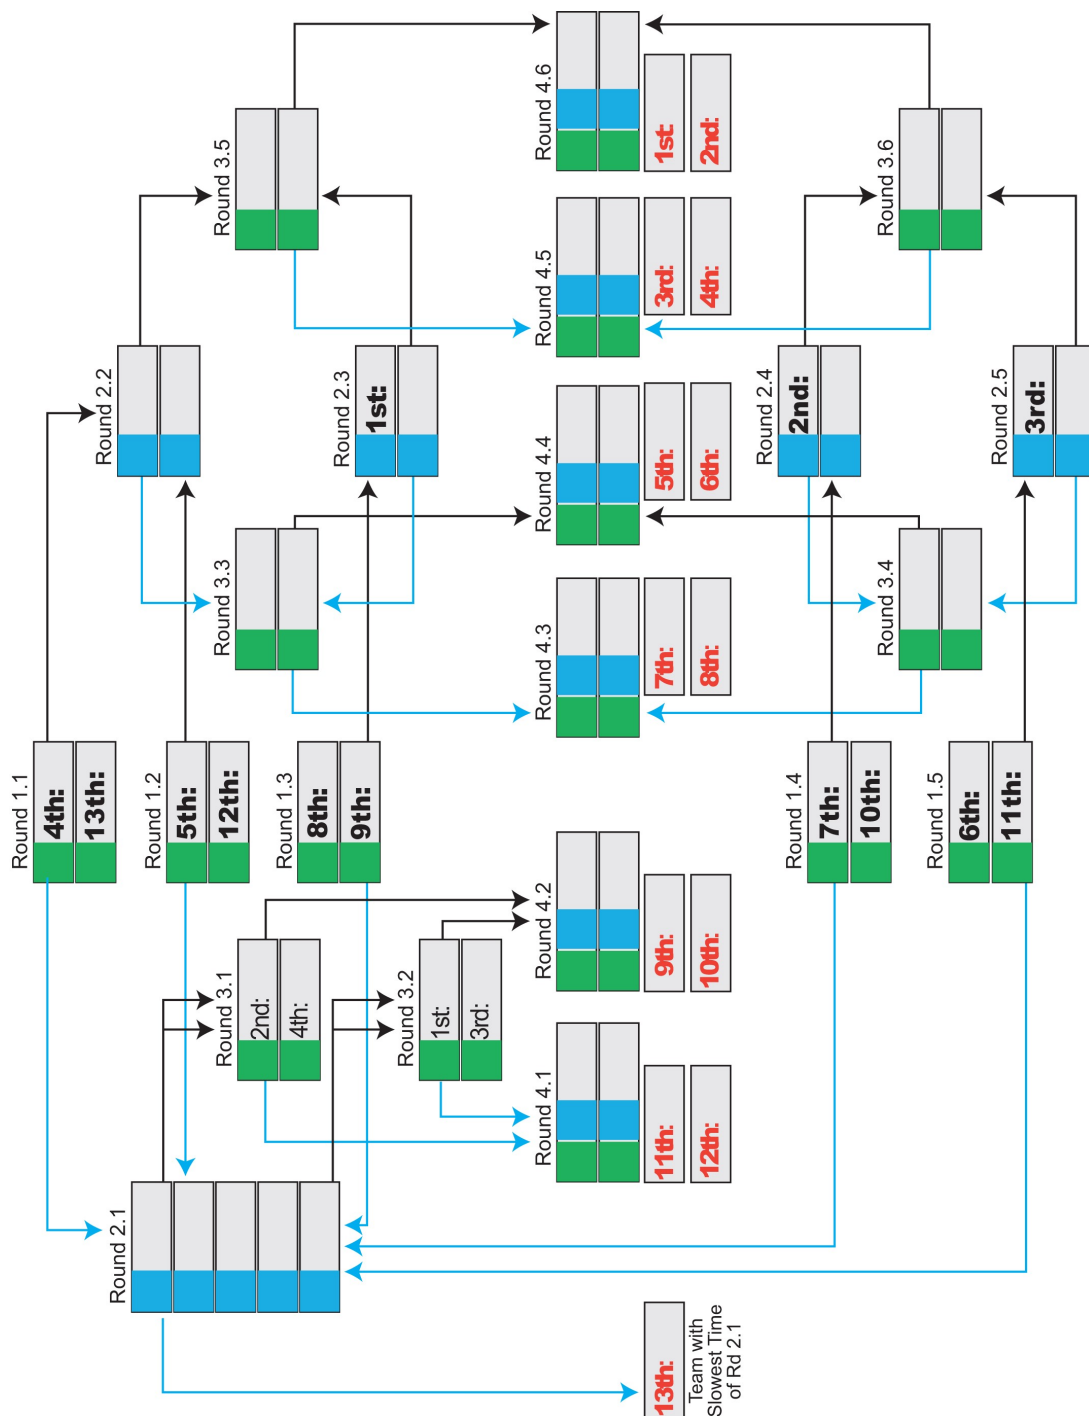 Round 1.1
4th:
13th:
Round 2.1
Round 2.2
Round 1.2
5th:
12th:
Round 3.1
2nd:
4th:
Round 3.3
Round 3.5
Round 1.3
8th:
9th:
Round 2.3
1st:
Round 3.2
1st:
3rd:
Round 4.1
11th:
12th:
Round 4.2
9th:
10th:
Round 4.3
7th:
8th:
Round 4.4
5th:
6th:
Round 4.5
3rd:
4th:
Round 4.6
1st:
2nd:
13th:
Team with
Slowest Time
of Rd 2.1
Round 1.4
7th:
10th:
Round 2.4
2nd:
Round 3.4
Round 3.6
Round 1.5
6th:
11th:
Round 2.5
3rd: